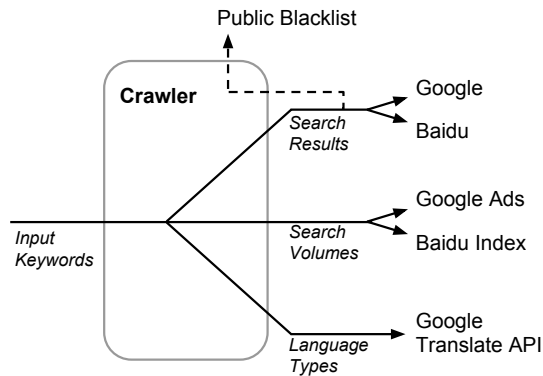 Public Blacklist
Crawler
Google
Search
Results
Baidu
Google Ads
Input
Keywords
Search
Volumes
Baidu Index
Google
Translate API
Language
Types